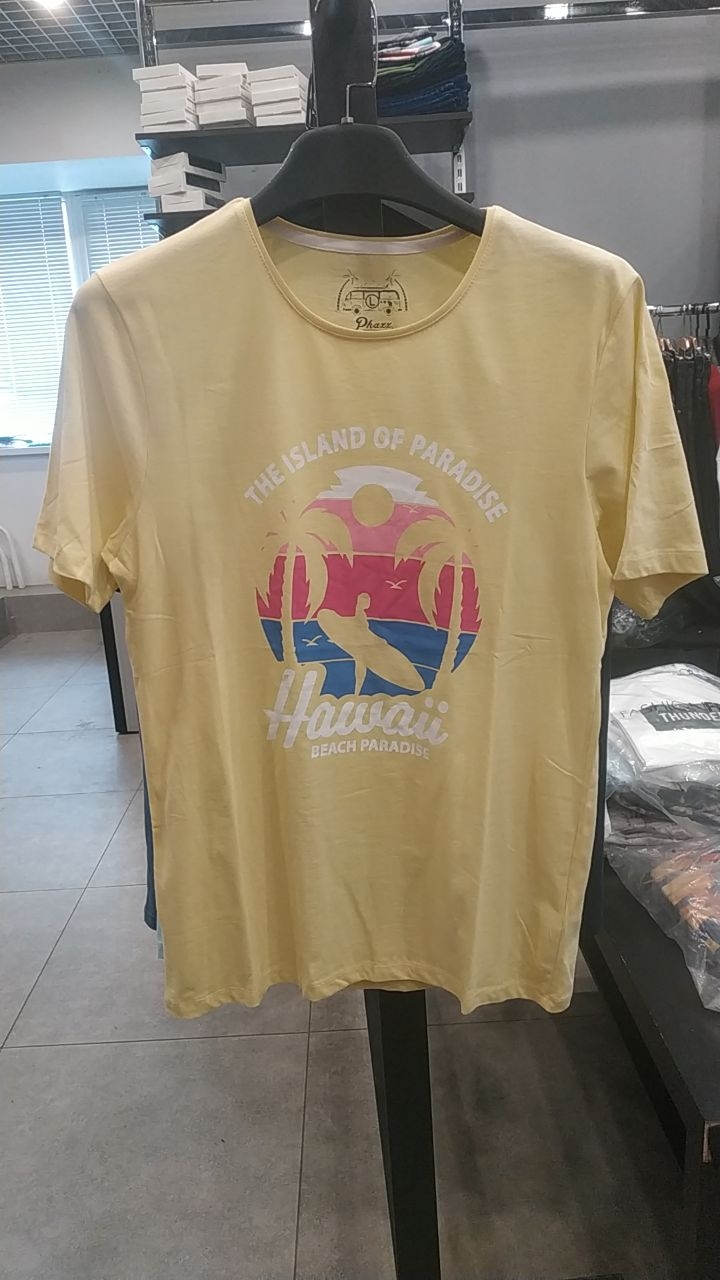 L
Phazz
THE ISLAND OF PARADISE
Hawaii
BEACH PARADISE
THUNDE